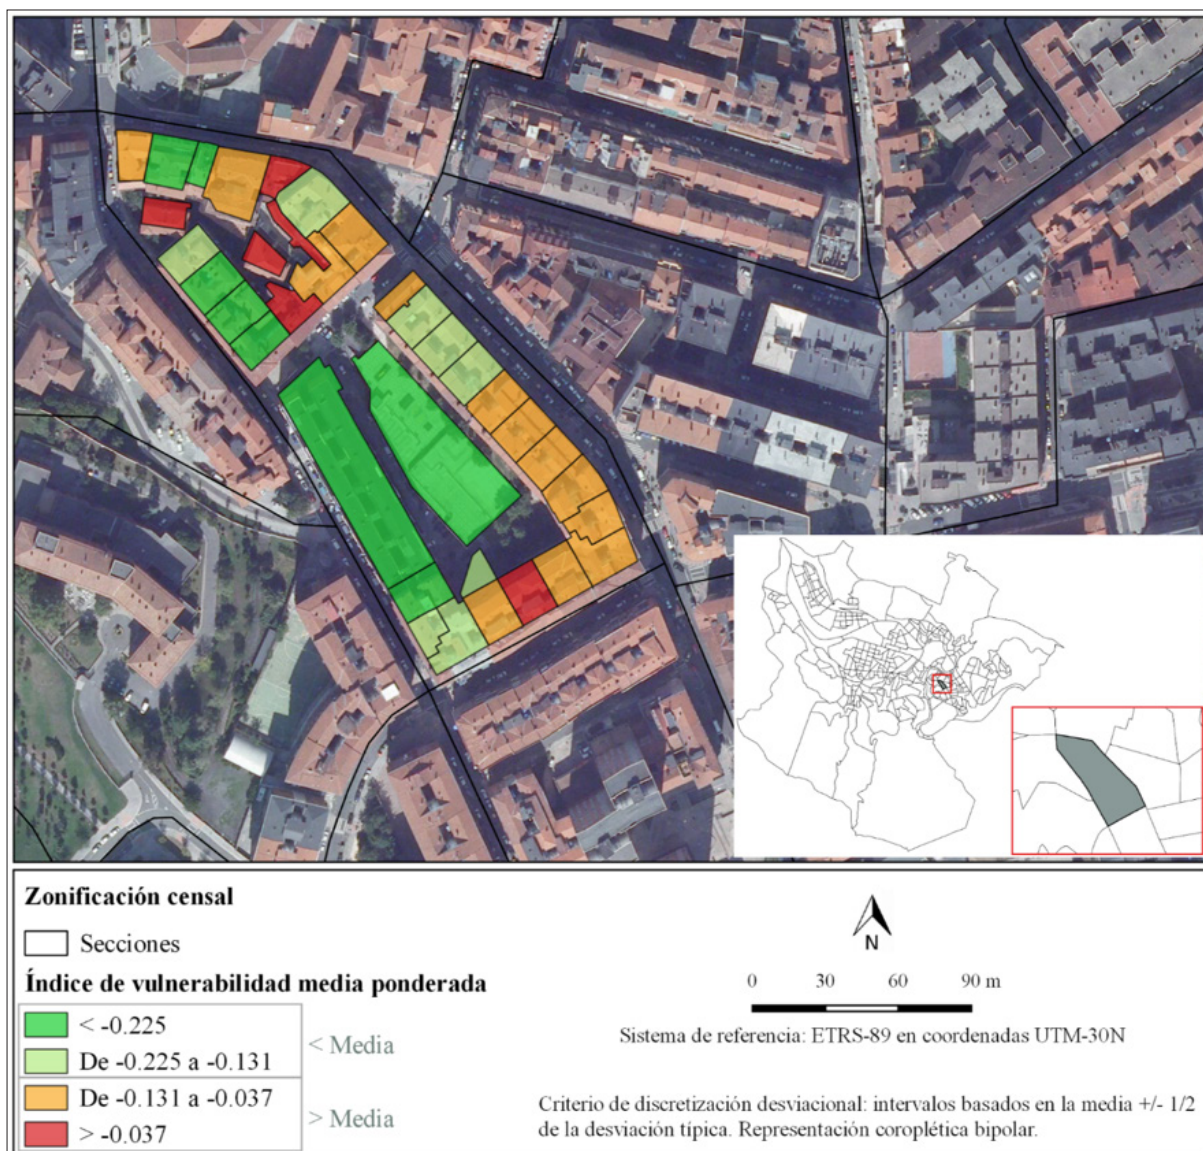 Zonificación censal
Secciones
Índice de vulnerabilidad media ponderada
< -0.225
De -0.225 a -0.131
< Media
De -0.131 a -0.037
> -0.037
> Media
N
0 30 60 90 m
Sistema de referencia: ETRS-89 en coordenadas UTM-30N
Criterio de discretización desviacional: intervalos basados en la media +/- 1/2
de la desviación típica. Representación coroplética bipolar.